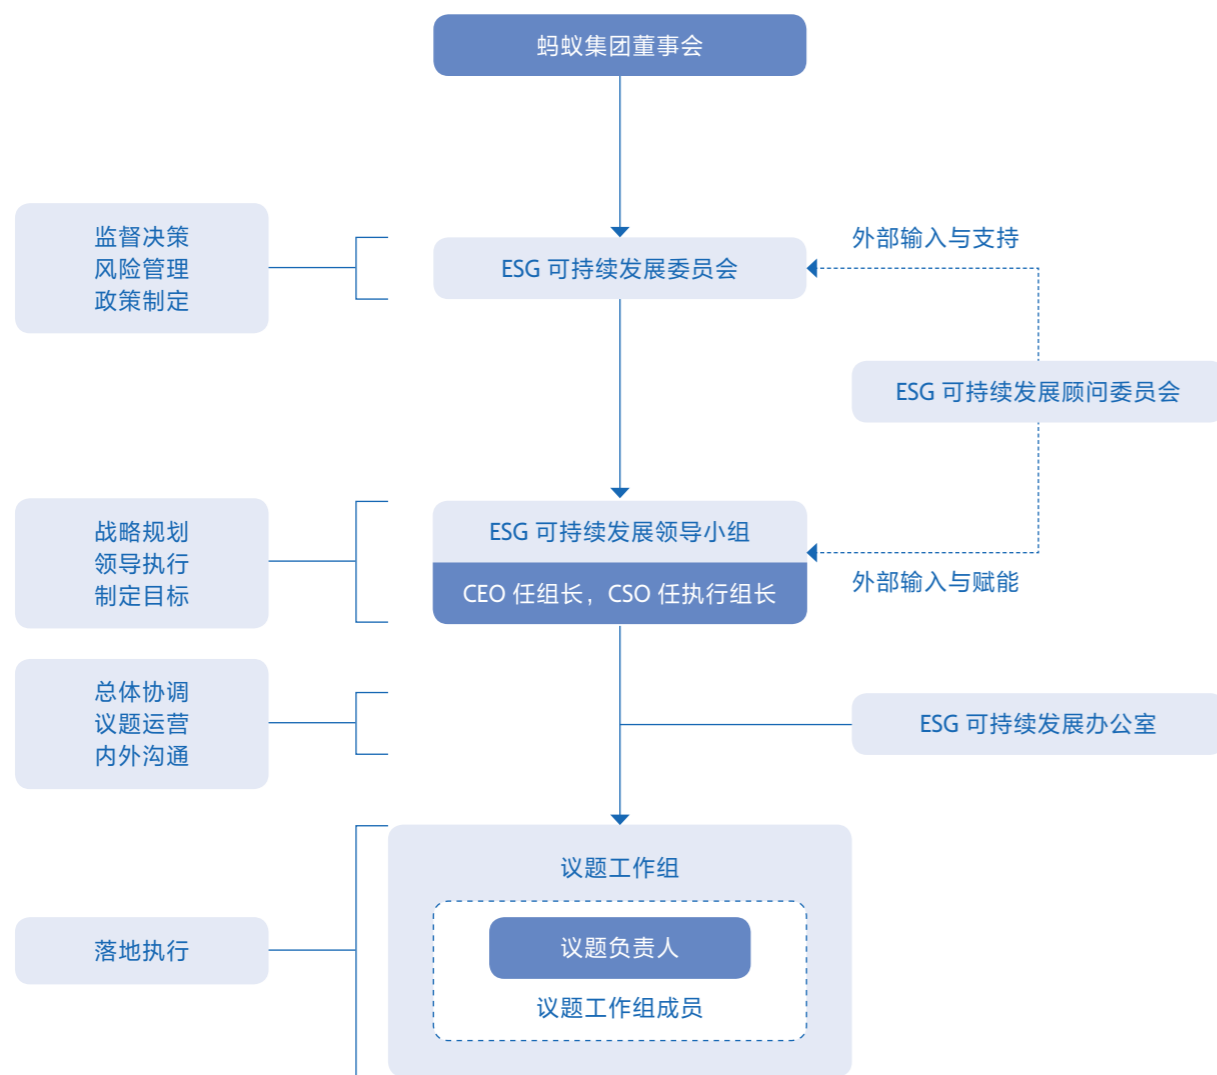 蚂蚁集团董事会
监督决策
风险管理
政策制定
ESG 可持续发展委员会
外部输入与支持
ESG 可持续发展顾问委员会
战略规划
领导执行
制定目标
ESG 可持续发展领导小组
CEO 任组长，CSO 任执行组长
外部输入与赋能
总体协调
议题运营
内外沟通
ESG 可持续发展办公室
议题工作组
落地执行
议题负责人
议题工作组成员